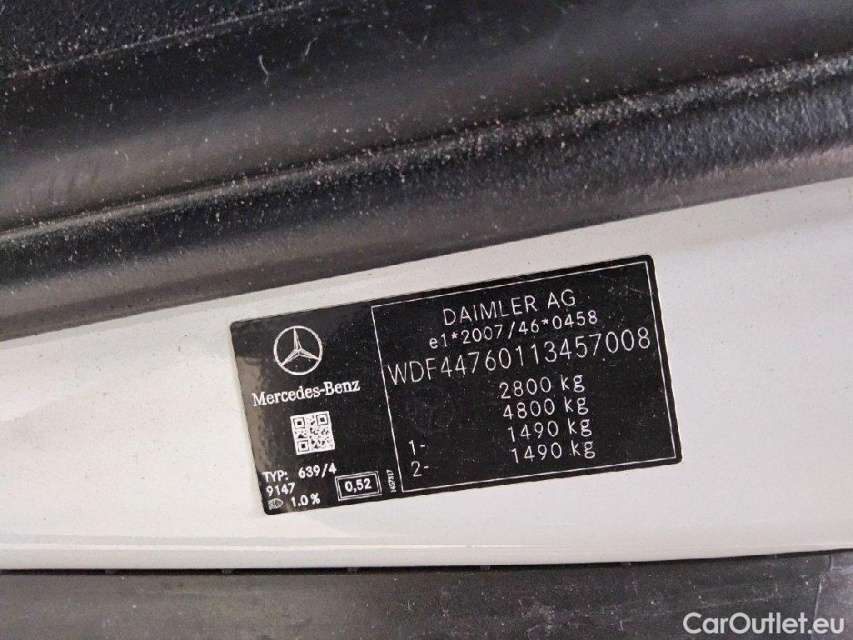 DAIMLER AG
e1*2007/46*0458
WDF44760113457008
2800 kg
4800 kg
1- 1490 kg
2- 1490 kg
Mercedes-Benz
TYP: 639/4
9147
1.0% 0,52
CarOutlet.eu